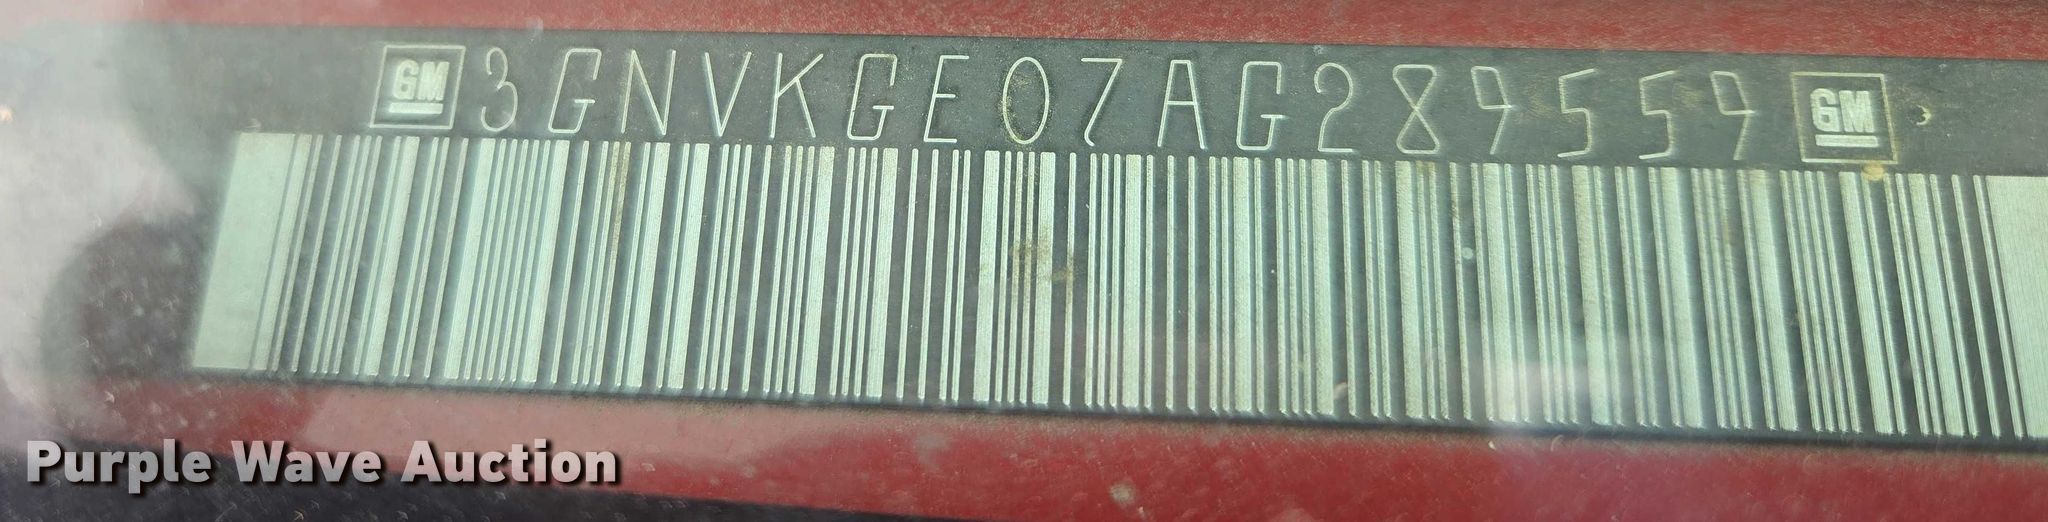 GM 3GNVKGE07AG289559 GM
Purple Wave Auction